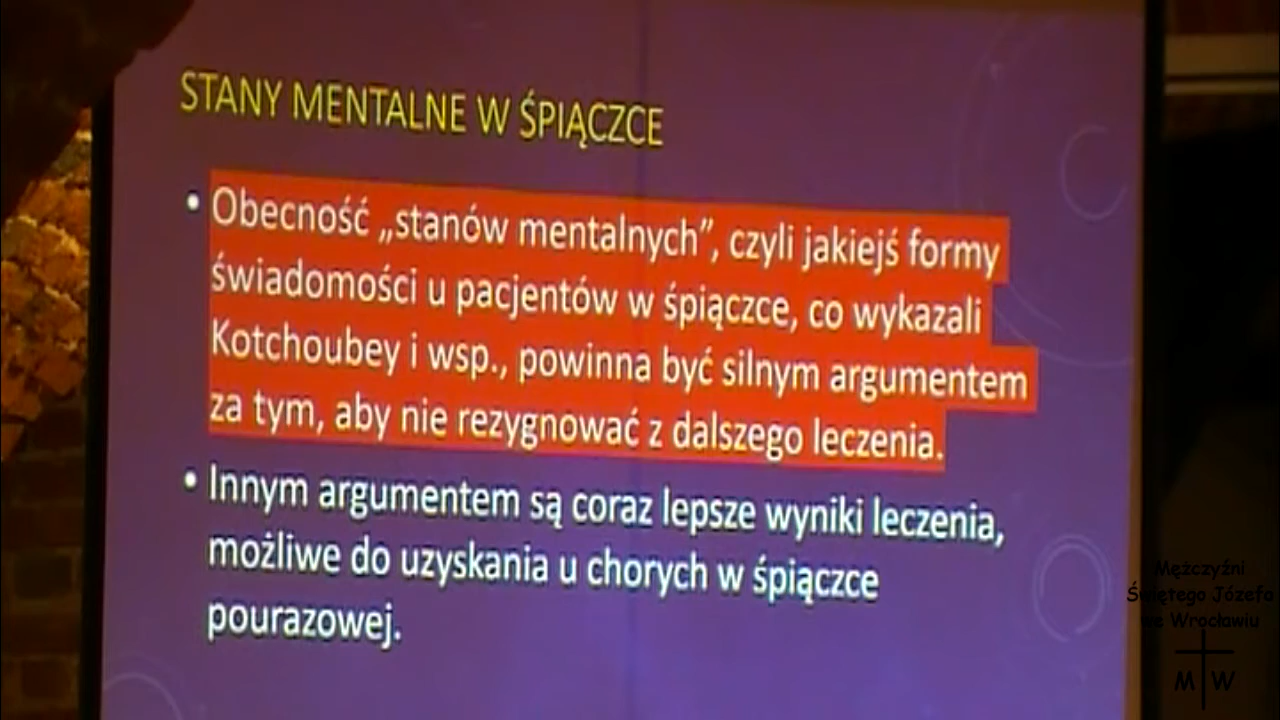 STANY MENTALNE W ŚPIĄCZCE
• Obecność „stanów mentalnych”, czyli jakiejś formy
świadomości u pacjentów w śpiączce, co wykazali
Kotchoubey i wsp., powinna być silnym argumentem
za tym, aby nie rezygnować z dalszego leczenia.
• Innym argumentem są coraz lepsze wyniki leczenia,
możliwe do uzyskania u chorych w śpiączce
pourazowej.
Mężczyźni
Świętego Józefa
we Wrocławiu
M W